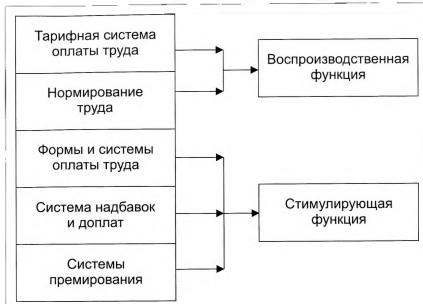 Тарифная система
оплаты труда
Нормирование
труда
Формы и системы
оплаты труда
Система надбавок
и доплат
Системы
премирования
Воспроизводственная
функция
Стимулирующая
функция